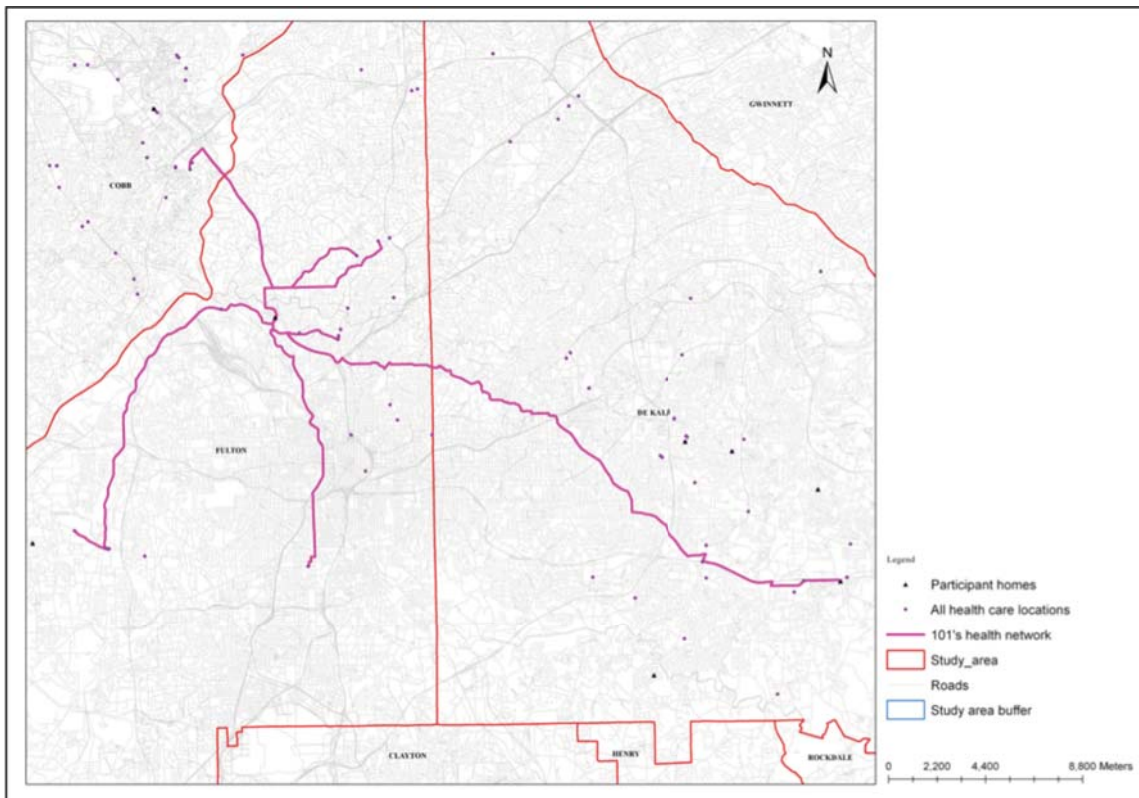 N
GWINNETT
COBB
DE KALB
FULTON
Legend
Participant homes
All health care locations
101's health network
Study_area
Roads
Study area buffer
CLAYTON
HENRY
ROCKDALE
0 2,200 4,400 8,800 Meters